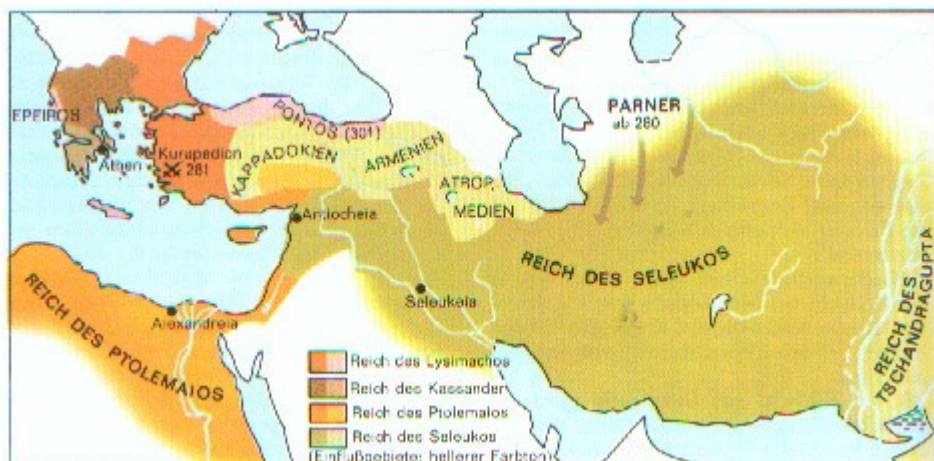 EPEIROS
Athen
Kurupedion
281
PONTOS (301)
KAPPADOKIEN
ARMENIEN
ATROP.
MEDIEN
PARNER
ab 280
Antiocheia
Seleukeia
Alexandreia
REICH DES SELEUKOS
REICH DES PTOLEMAIOS
REICH DES
TSCHANDRAGUPTA
Reich des Lysimachos
Reich des Kassander
Reich des Ptolemaios
Reich des Seleukos
(Einflußgebiete: hellerer Farbton)